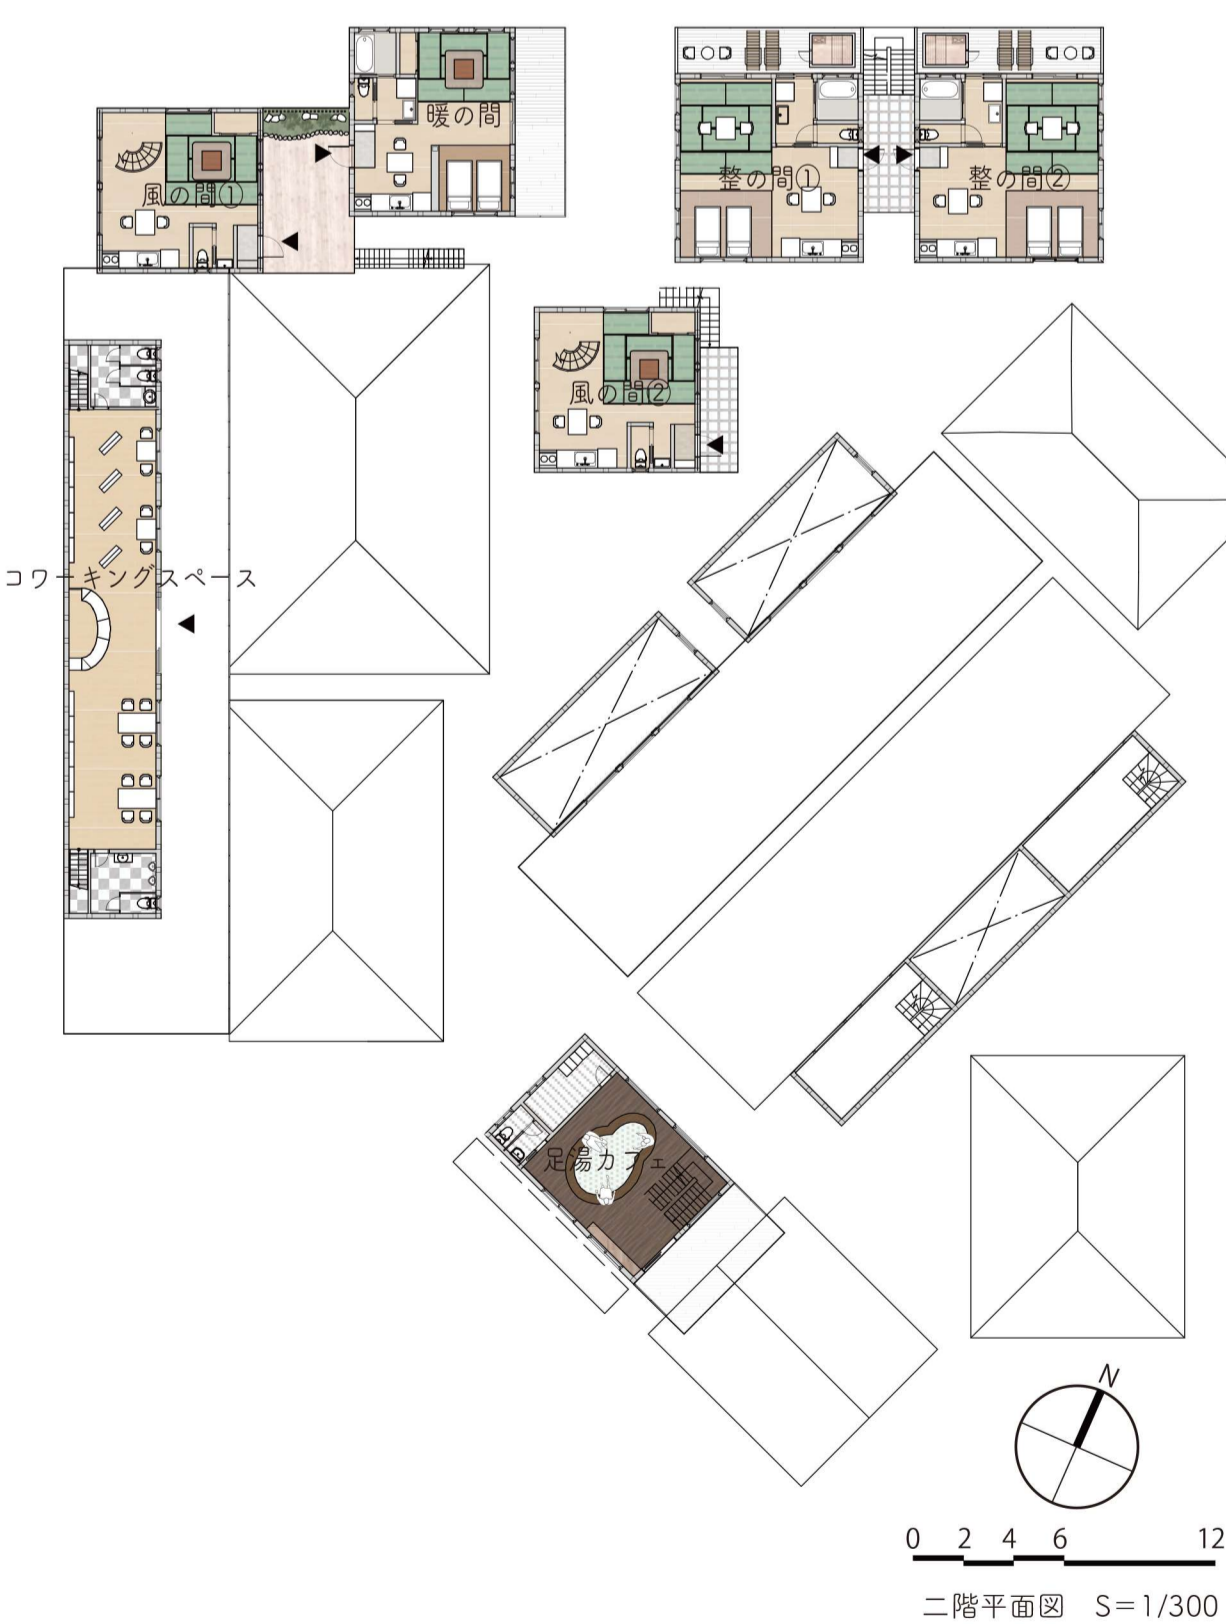 暖の間
風の間①
整の間①
整の間②
風の間②
コワーキングスペース
足湯カフェ
N
0 2 4 6 12
二階平面図 S=1/300